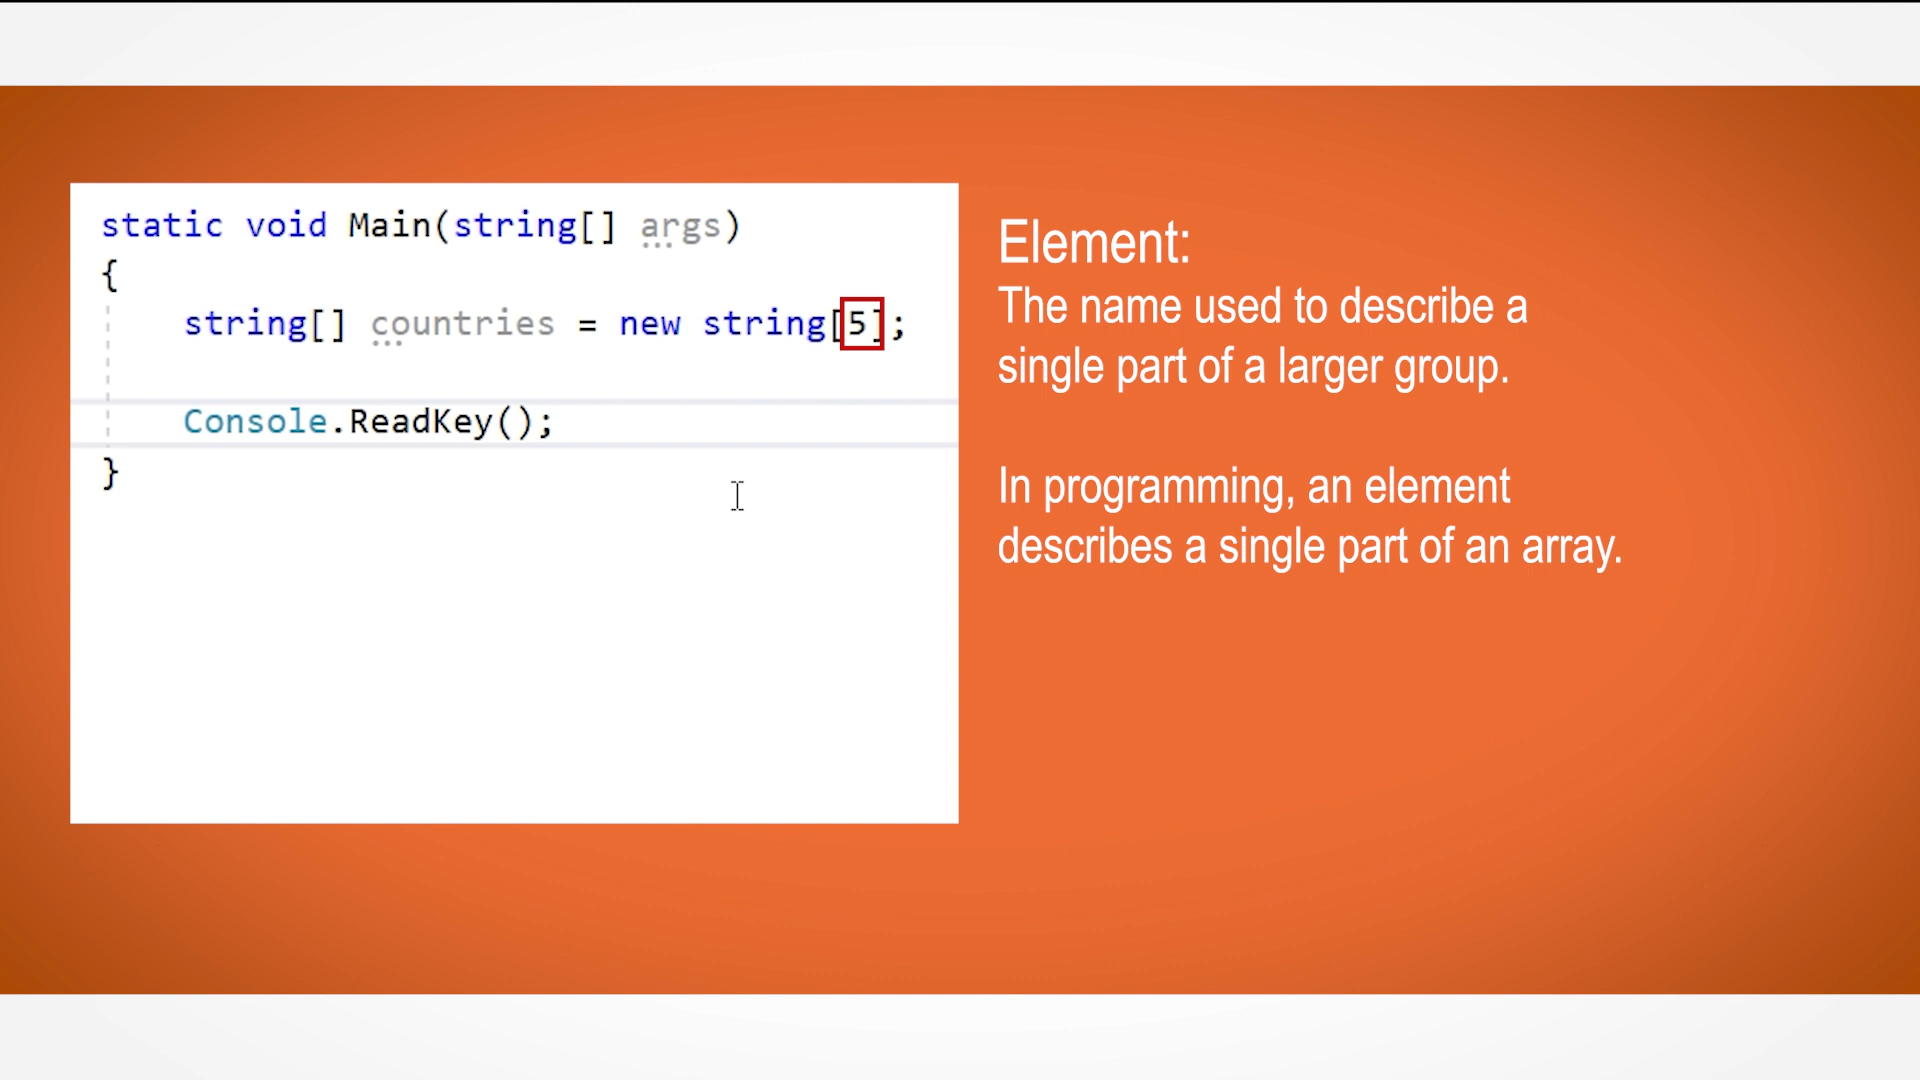 static void Main(string[] args)
{
string[] countries = new string[5];
Console.ReadKey();
}
Element:
The name used to describe a
single part of a larger group.
In programming, an element
describes a single part of an array.